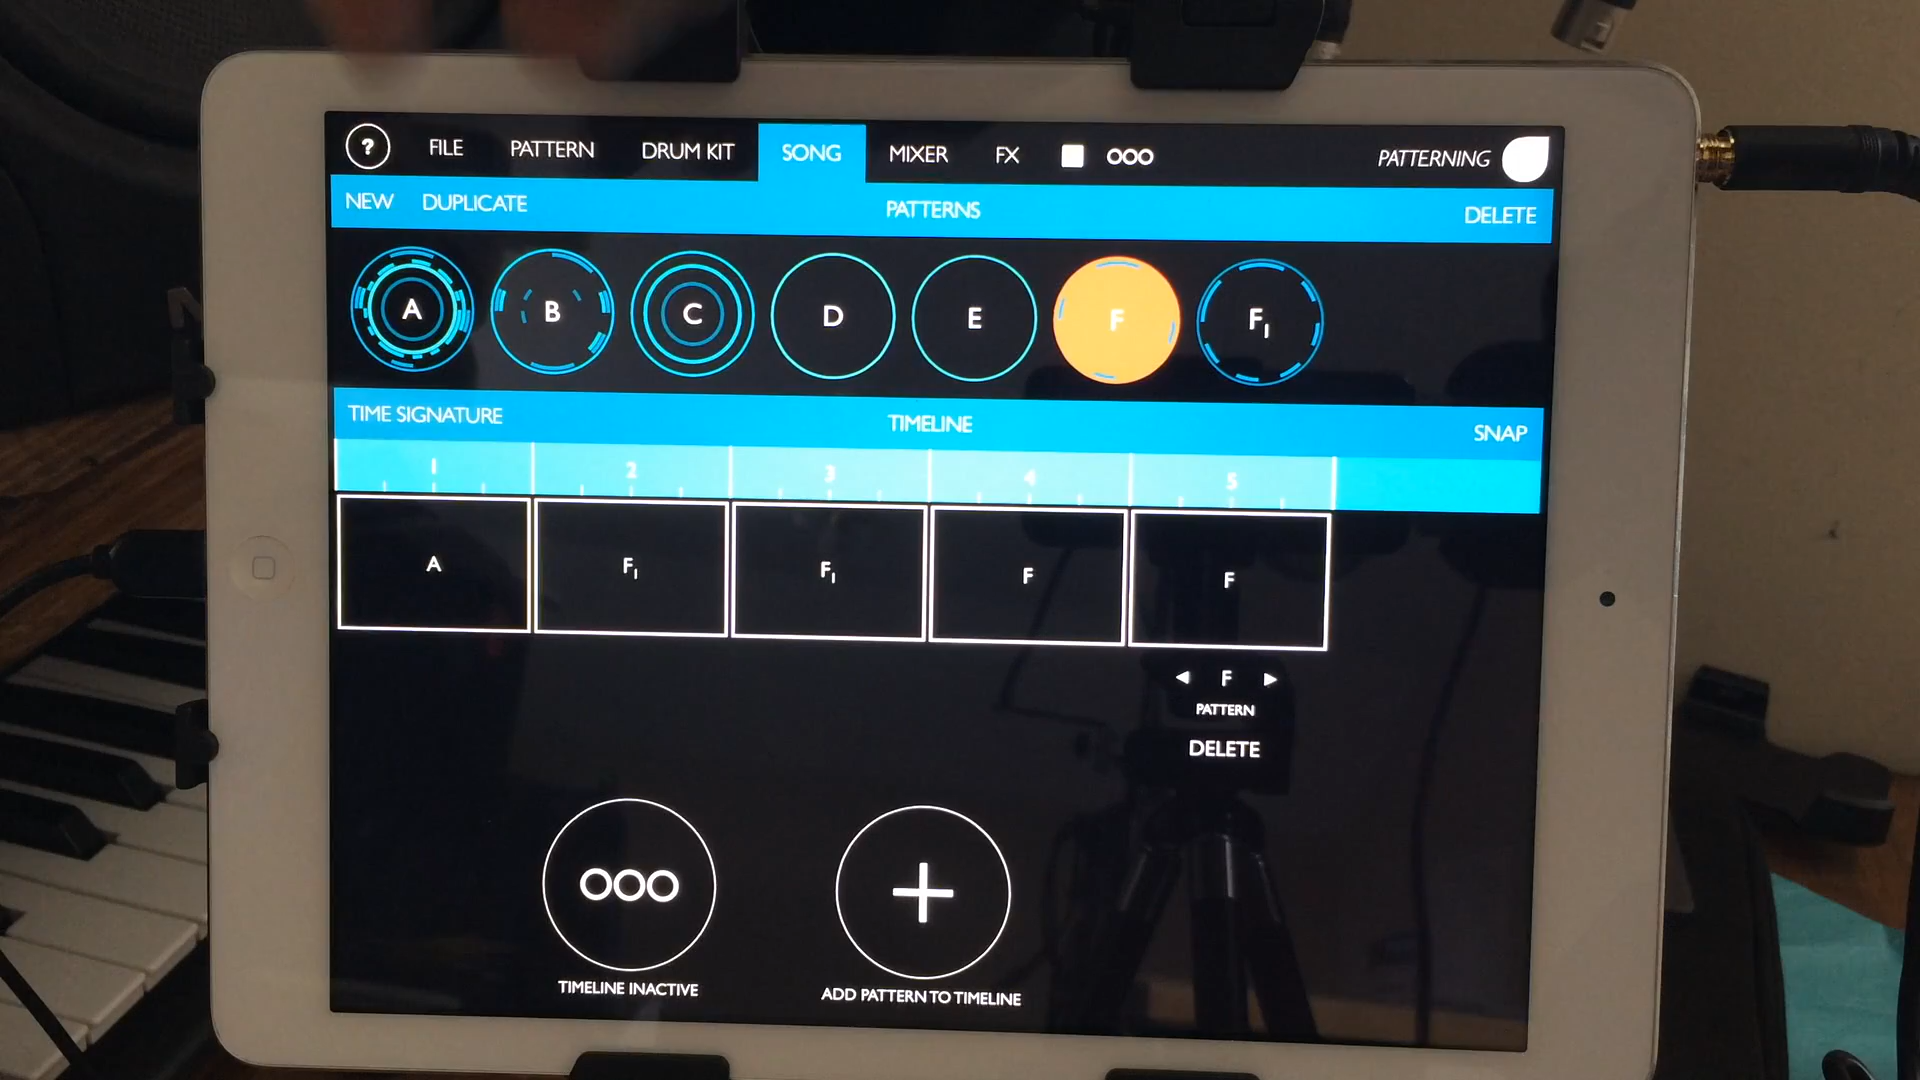 ? FILE PATTERN DRUM KIT SONG MIXER FX OOO PATTERNING
NEW DUPLICATE PATTERNS DELETE
A B C D E F F1
TIME SIGNATURE TIMELINE SNAP
1 2 3 4 5
A F1 F1 F F
F
PATTERN
DELETE
OOO +
TIMELINE INACTIVE ADD PATTERN TO TIMELINE